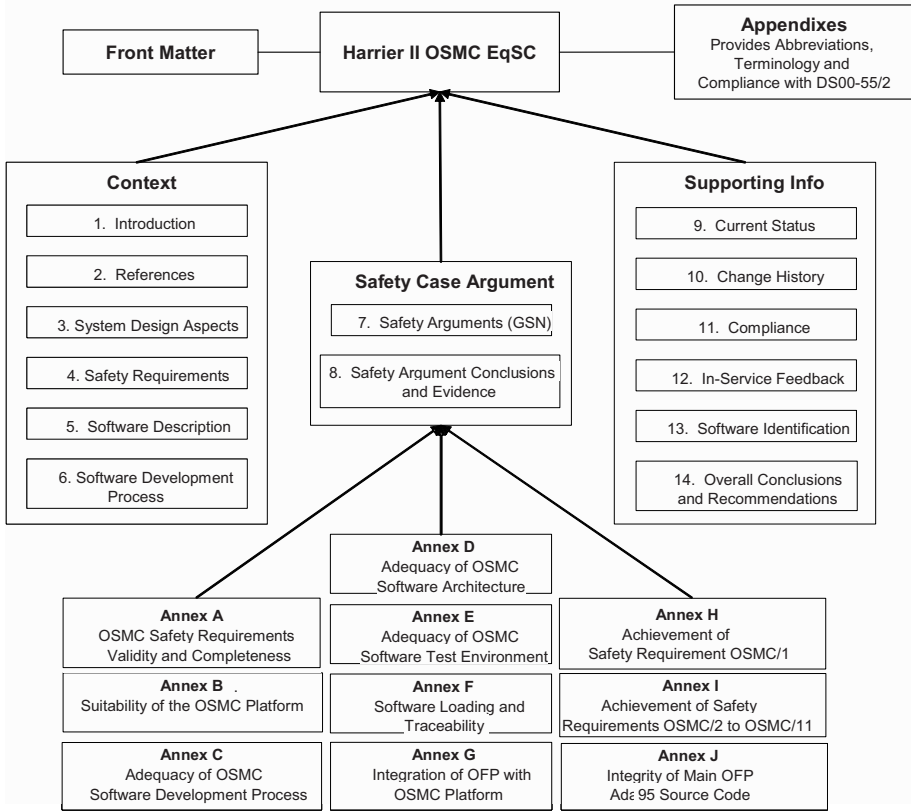 Front Matter
Harrier II OSMC EqSC
Appendixes
Provides Abbreviations,
Terminology and
Compliance with DS00-55/2
Context
1. Introduction
2. References
3. System Design Aspects
4. Safety Requirements
5. Software Description
6. Software Development
Process
Safety Case Argument
7. Safety Arguments (GSN)
8. Safety Argument Conclusions
and Evidence
Supporting Info
9. Current Status
10. Change History
11. Compliance
12. In-Service Feedback
13. Software Identification
14. Overall Conclusions
and Recommendations
Annex A
OSMC Safety Requirements
Validity and Completeness
Annex B .
Suitability of the OSMC Platform
Annex C
Adequacy of OSMC
Software Development Process
Annex D
Adequacy of OSMC
Software Architecture
Annex E
Adequacy of OSMC
Software Test Environment
Annex F
Software Loading and
Traceability
Annex G
Integration of OFP with
OSMC Platform
Annex H
Achievement of
Safety Requirement OSMC/1
Annex I
Achievement of Safety
Requirements OSMC/2 to OSMC/11
Annex J
Integrity of Main OFP
Ada 95 Source Code